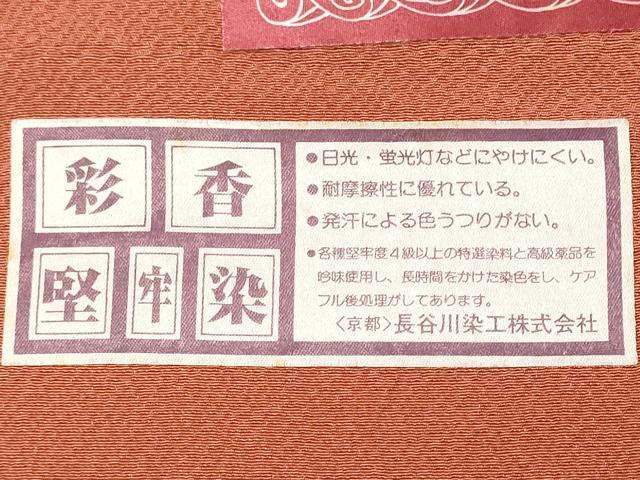 彩香
堅牢染
●日光・蛍光灯などにやけにくい。
●耐摩擦性に優れている。
●発汗による色うつりがない。
●各種堅牢度4級以上の特選染料と高級薬品を
吟味使用し、長時間をかけた染色をし、ケア
フル後処理がしてあります。
〈京都〉長谷川染工株式会社